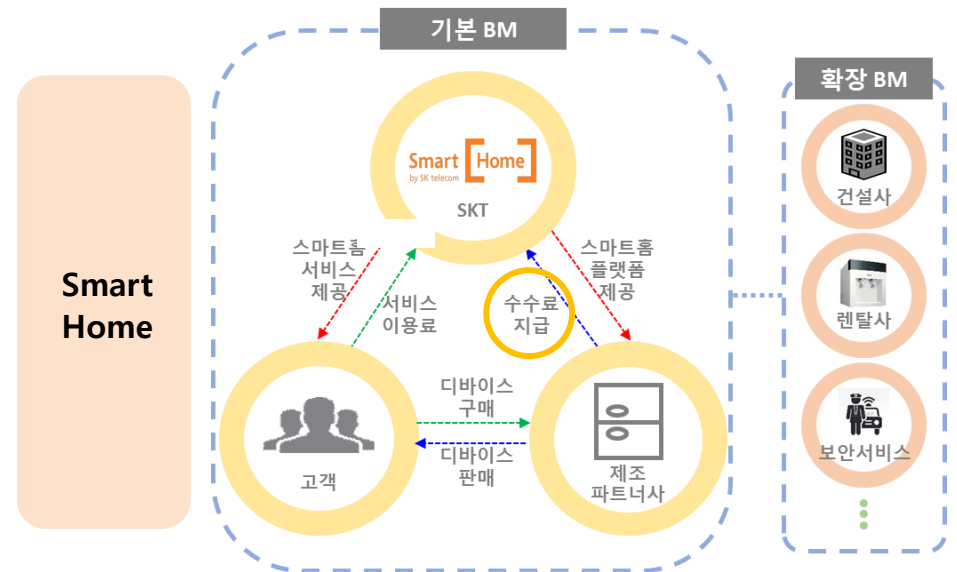 기본 BM
확장 BM
Smart
Home
Smart [Home]
by SK telecom
SKT
스마트홈
서비스
제공
서비스
이용료
수수료
지급
스마트홈
플랫폼
제공
디바이스
구매
디바이스
판매
고객
제조
파트너사
건설사
렌탈사
보안서비스